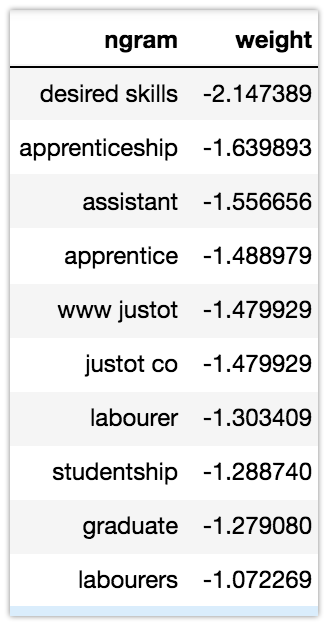 ngram weight
desired skills -2.147389
apprenticeship -1.639893
assistant -1.556656
apprentice -1.488979
www justot -1.479929
justot co -1.479929
labourer -1.303409
studentship -1.288740
graduate -1.279080
labourers -1.072269